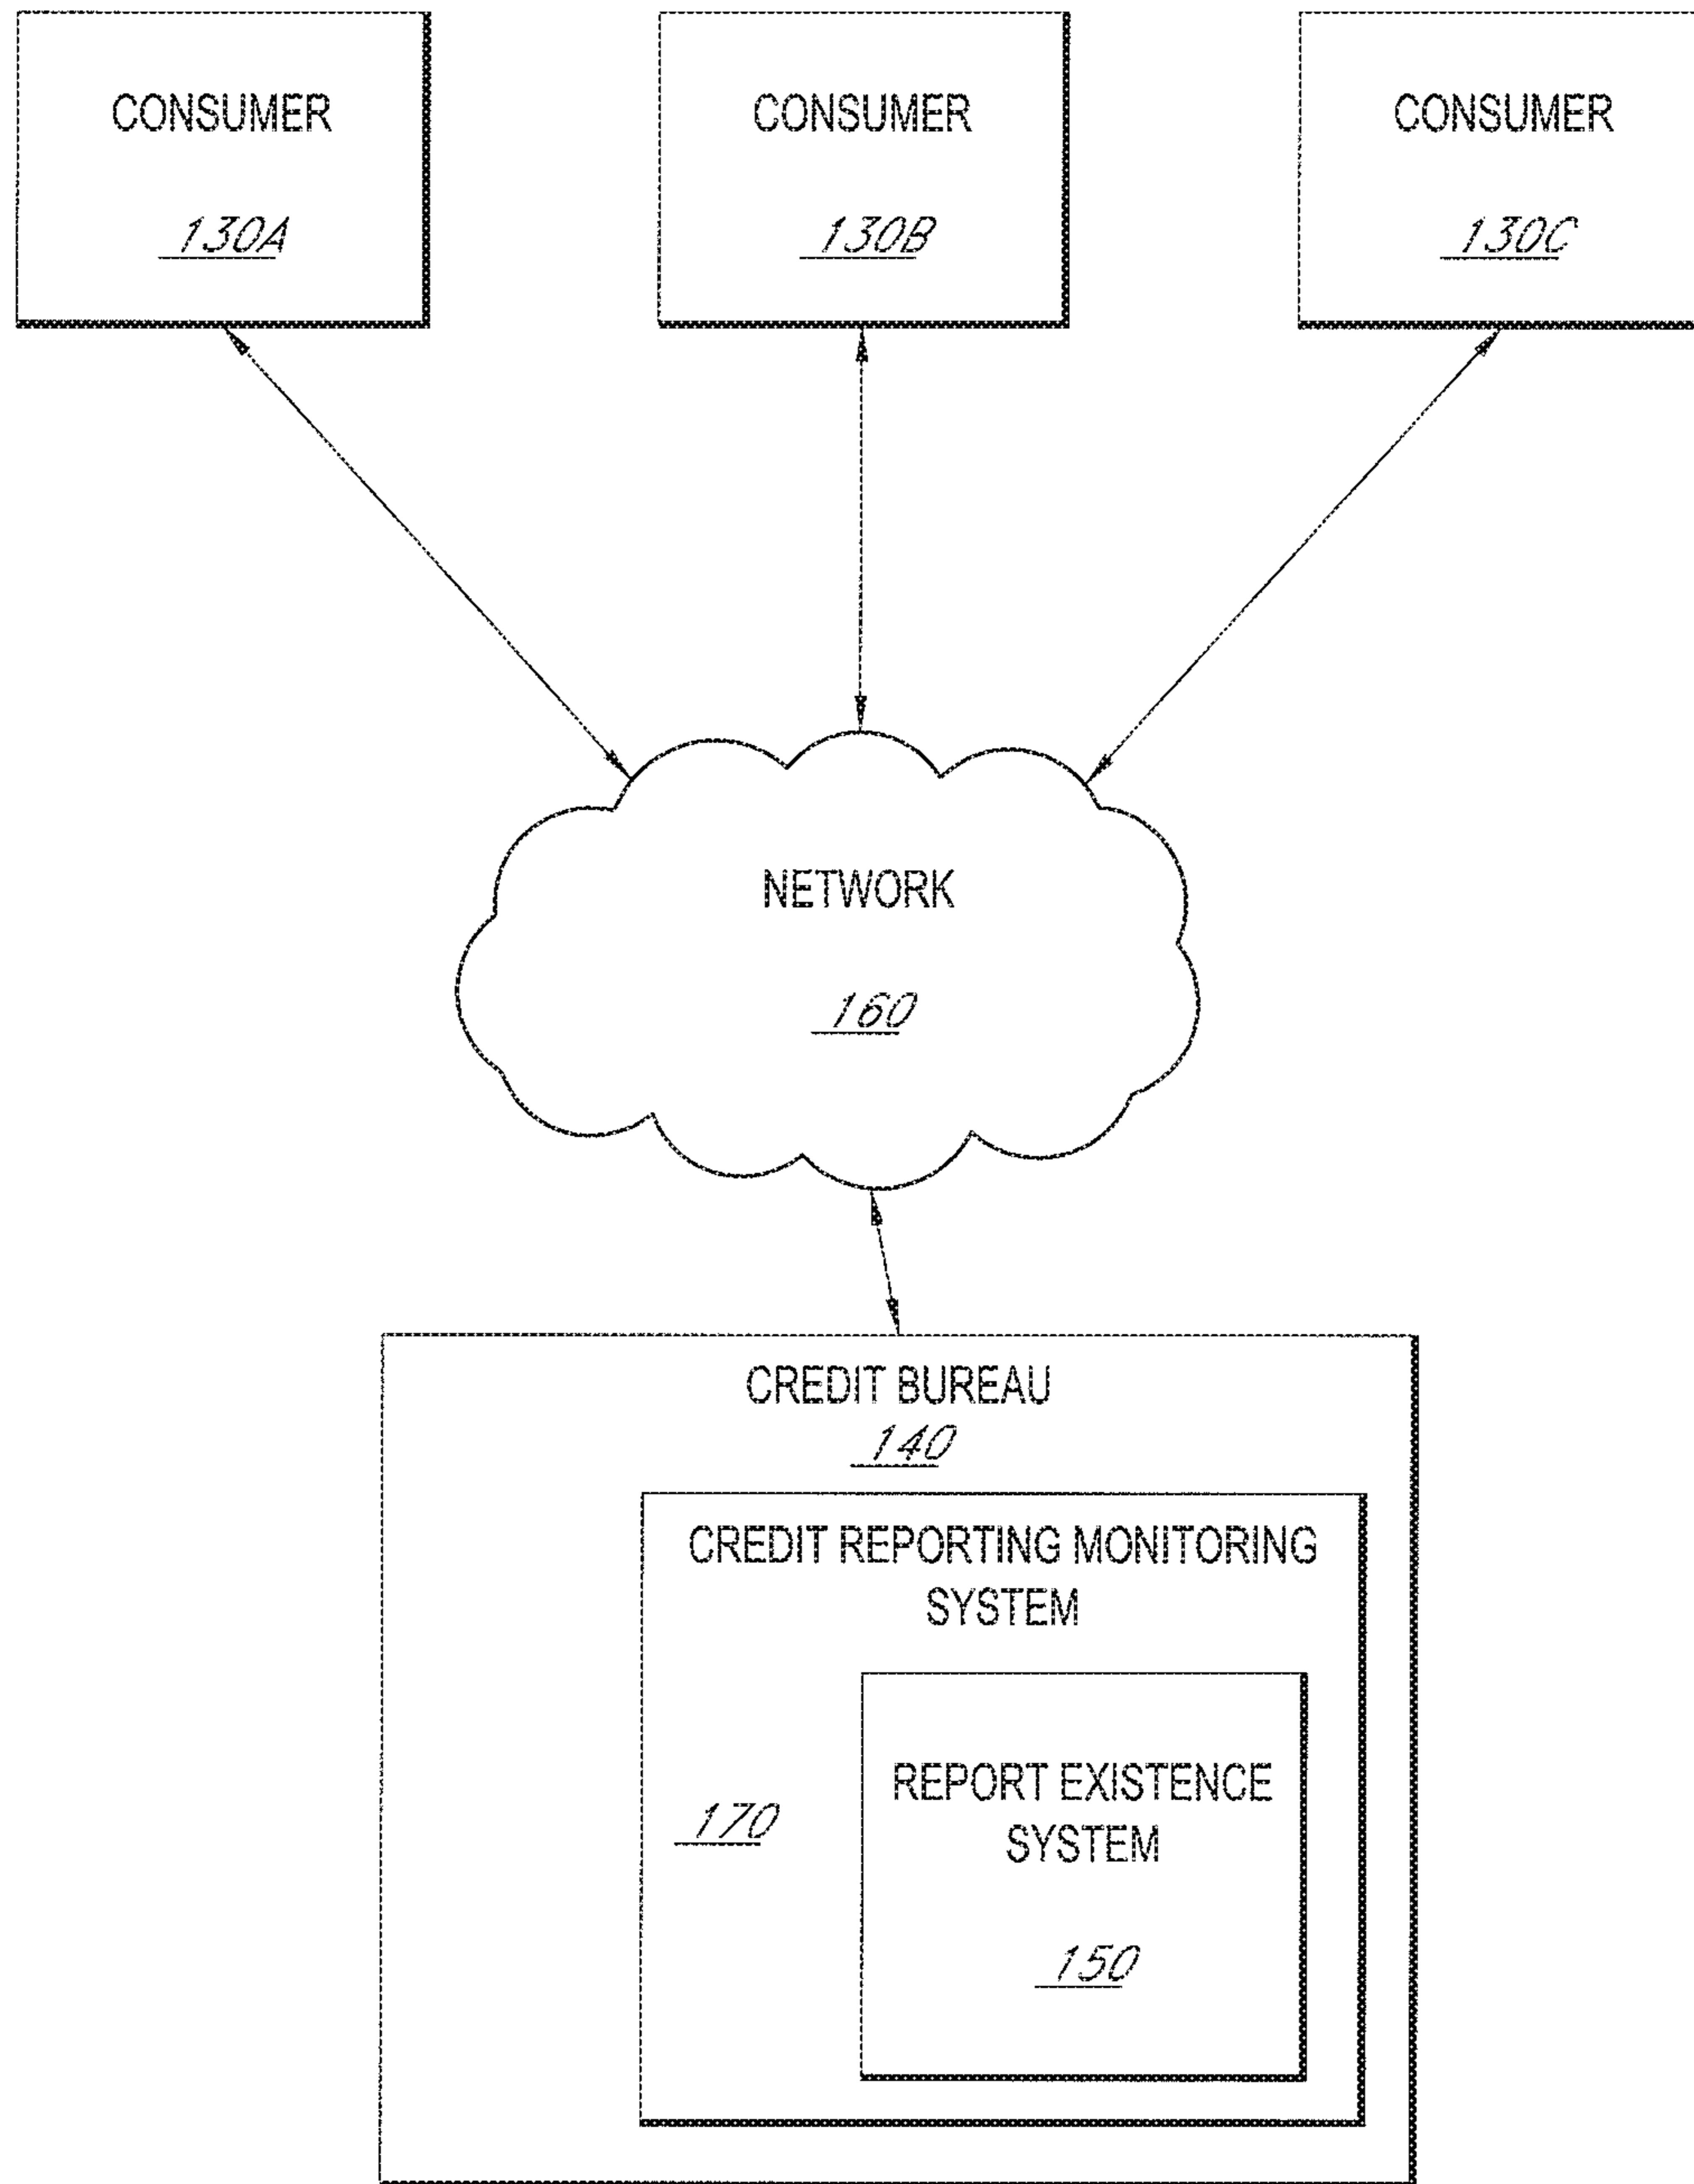 CONSUMER
130A
CONSUMER
130B
CONSUMER
130C
NETWORK
160
CREDIT BUREAU
140
CREDIT REPORTING MONITORING
SYSTEM
170
REPORT EXISTENCE
SYSTEM
150